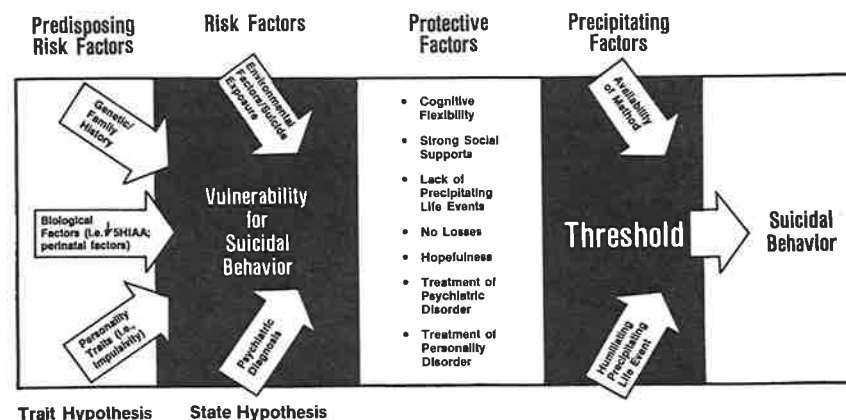 Predisposing
Risk Factors
Risk Factors
Protective
Factors
Precipitating
Factors
Genetic/
Family
History
Biological
Factors (i.e. ↓ 5HIAA;
perinatal factors)
Personality
Traits (i.e.,
Impulsivity)
Environmental
Factors/Suicide
Exposure
Vulnerability
for
Suicidal
Behavior
Psychiatric
Diagnosis
• Cognitive
Flexibility
• Strong Social
Supports
• Lack of
Precipitating
Life Events
• No Losses
• Hopefulness
• Treatment of
Psychiatric
Disorder
• Treatment of
Personality
Disorder
Availability
of Method
Threshold
Humiliating
Precipitating
Life Event
Suicidal
Behavior
Trait Hypothesis
State Hypothesis